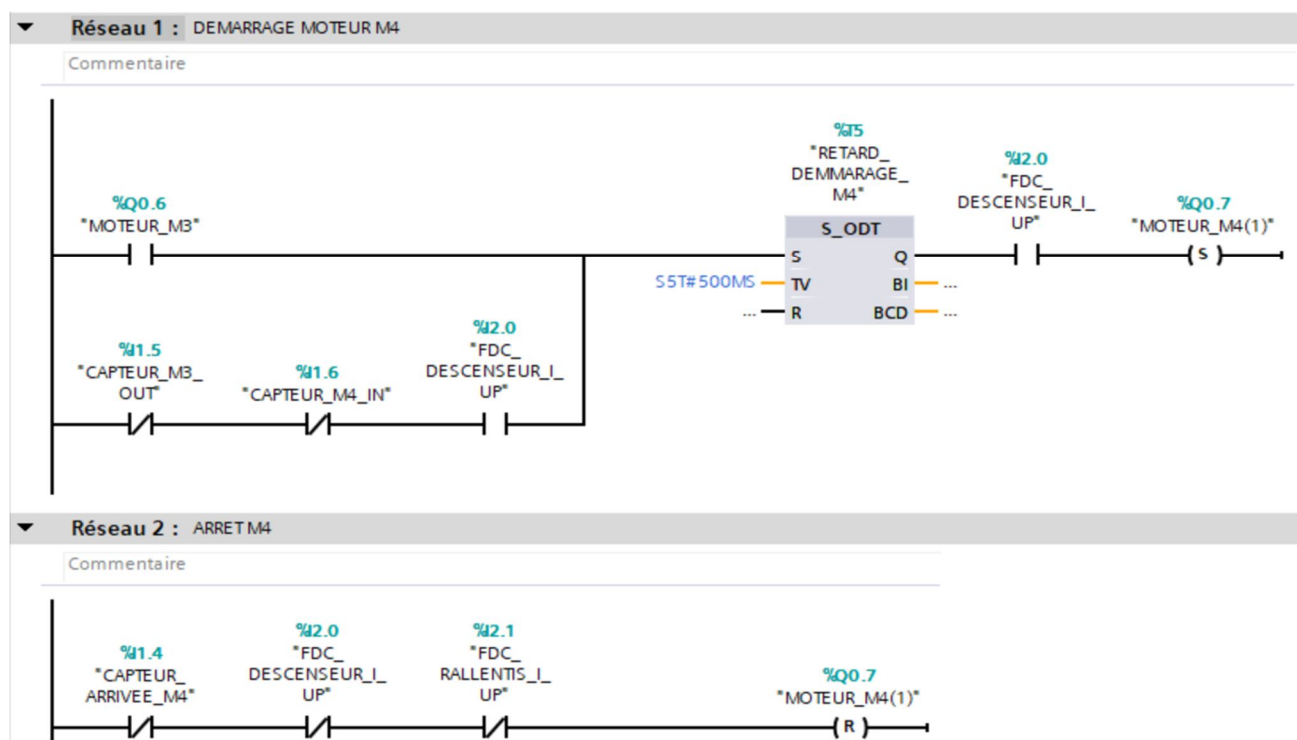 Réseau 1 : DEMARRAGE MOTEUR M4
Commentaire
%T5
"RETARD_
DEMMARAGE_
M4"
%Q0.6
"MOTEUR_M3"
S_ODT
S Q
S5T#500MS TV BI ...
... R BCD ...
%I2.0
"FDC_
DESCENSEUR_I_
UP"
%Q0.7
"MOTEUR_M4(1)"
S
%I1.5
"CAPTEUR_M3_
OUT"
%I1.6
"CAPTEUR_M4_IN"
%I2.0
"FDC_
DESCENSEUR_I_
UP"
Réseau 2 : ARRET M4
Commentaire
%I1.4
"CAPTEUR_
ARRIVEE_M4"
%I2.0
"FDC_
DESCENSEUR_I_
UP"
%I2.1
"FDC_
RALLENTIS_I_
UP"
%Q0.7
"MOTEUR_M4(1)"
R